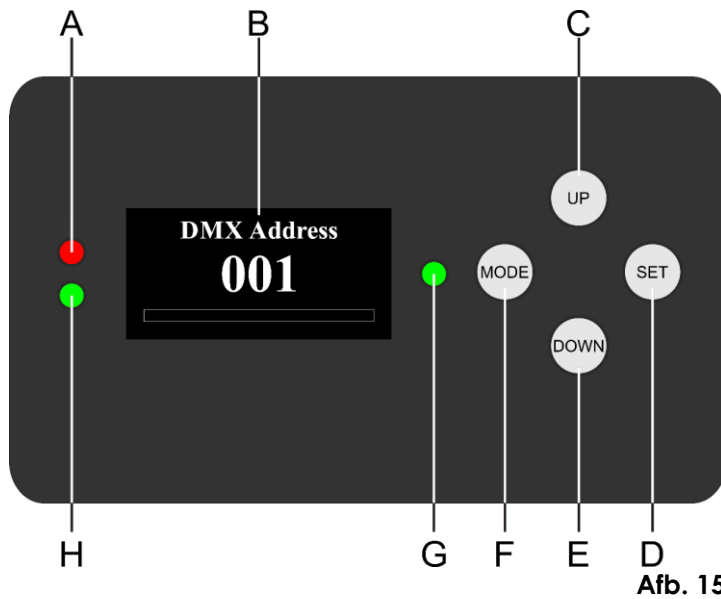 A B C
UP
DMX Address
001
MODE SET
DOWN
H G F E D
Afb. 15